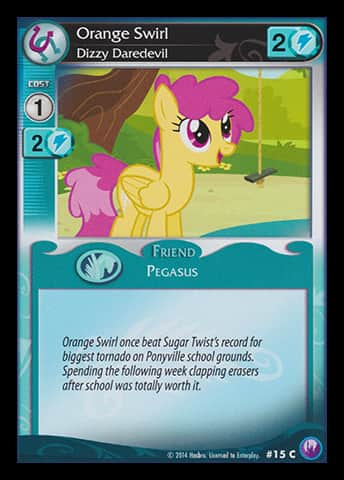 Orange Swirl
Dizzy Daredevil
2
COST
1
2
FRIEND
PEGASUS
Orange Swirl once beat Sugar Twist's record for
biggest tornado on Ponyville school grounds.
Spending the following week clapping erasers
after school was totally worth it.
© 2014 Hasbro. Licensed to Enterplay. #15 C